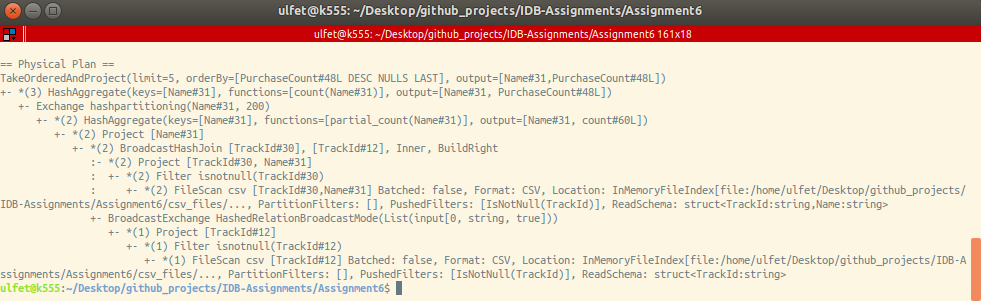 ulfet@k555: ~/Desktop/github_projects/IDB-Assignments/Assignment6
ulfet@k555: ~/Desktop/github_projects/IDB-Assignments/Assignment6 161x18
== Physical Plan ==
TakeOrderedAndProject(limit=5, orderBy=[PurchaseCount#48L DESC NULLS LAST], output=[Name#31,PurchaseCount#48L])
+- *(3) HashAggregate(keys=[Name#31], functions=[count(Name#31)], output=[Name#31, PurchaseCount#48L])
   +- Exchange hashpartitioning(Name#31, 200)
      +- *(2) HashAggregate(keys=[Name#31], functions=[partial_count(Name#31)], output=[Name#31, count#60L])
         +- *(2) Project [Name#31]
            +- *(2) BroadcastHashJoin [TrackId#30], [TrackId#12], Inner, BuildRight
               :- *(2) Project [TrackId#30, Name#31]
               :  +- *(2) Filter isnotnull(TrackId#30)
               :     +- *(2) FileScan csv [TrackId#30,Name#31] Batched: false, Format: CSV, Location: InMemoryFileIndex[file:/home/ulfet/Desktop/github_projects/
IDB-Assignments/Assignment6/csv_files/..., PartitionFilters: [], PushedFilters: [IsNotNull(TrackId)], ReadSchema: struct<TrackId:string,Name:string>
               +- BroadcastExchange HashedRelationBroadcastMode(List(input[0, string, true]))
                  +- *(1) Project [TrackId#12]
                     +- *(1) Filter isnotnull(TrackId#12)
                        +- *(1) FileScan csv [TrackId#12] Batched: false, Format: CSV, Location: InMemoryFileIndex[file:/home/ulfet/Desktop/github_projects/IDB-A
ssignments/Assignment6/csv_files/..., PartitionFilters: [], PushedFilters: [IsNotNull(TrackId)], ReadSchema: struct<TrackId:string>
ulfet@k555:~/Desktop/github_projects/IDB-Assignments/Assignment6$